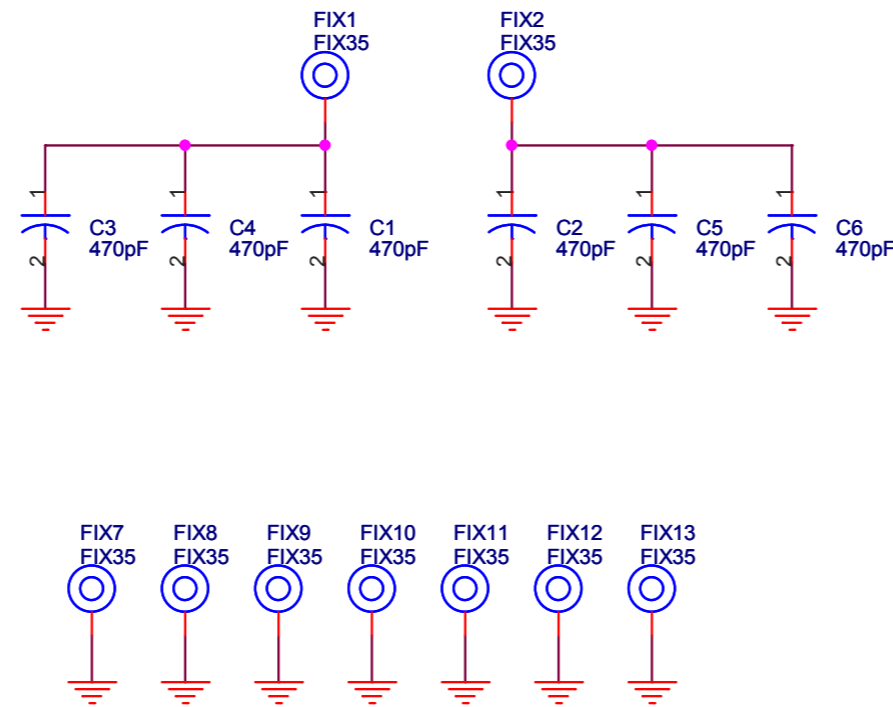 FIX1
FIX35
FIX2
FIX35
1
1
1
1
1
1
C3
470pF
C4
470pF
C1
470pF
C2
470pF
C5
470pF
C6
470pF
2
2
2
2
2
2
FIX7
FIX35
FIX8
FIX35
FIX9
FIX35
FIX10
FIX35
FIX11
FIX35
FIX12
FIX35
FIX13
FIX35